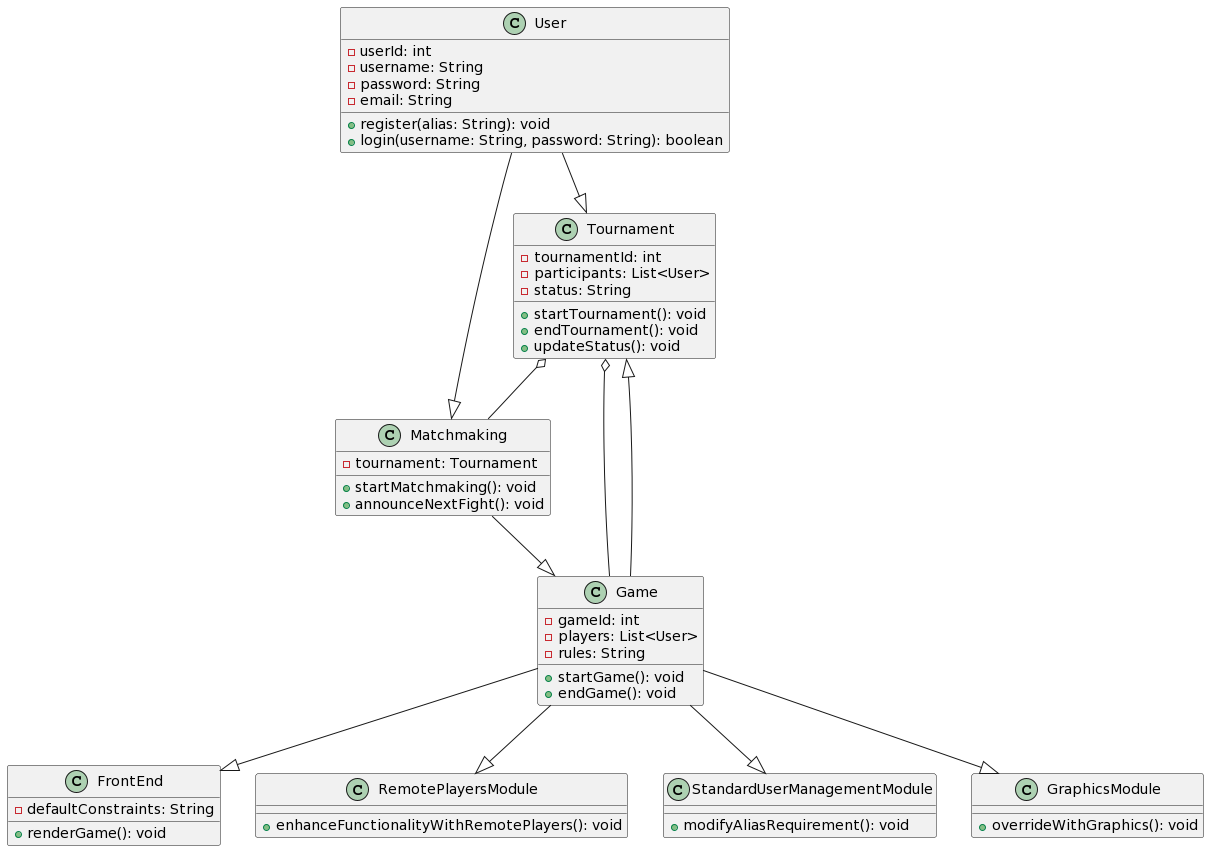 C User
userId: int
username: String
password: String
email: String
register(alias: String): void
login(username: String, password: String): boolean
C Tournament
tournamentId: int
participants: List<User>
status: String
startTournament(): void
endTournament(): void
updateStatus(): void
C Matchmaking
tournament: Tournament
startMatchmaking(): void
announceNextFight(): void
C Game
gameId: int
players: List<User>
rules: String
startGame(): void
endGame(): void
C FrontEnd
defaultConstraints: String
renderGame(): void
C RemotePlayersModule
enhanceFunctionalityWithRemotePlayers(): void
C StandardUserManagementModule
modifyAliasRequirement(): void
C GraphicsModule
overrideWithGraphics(): void